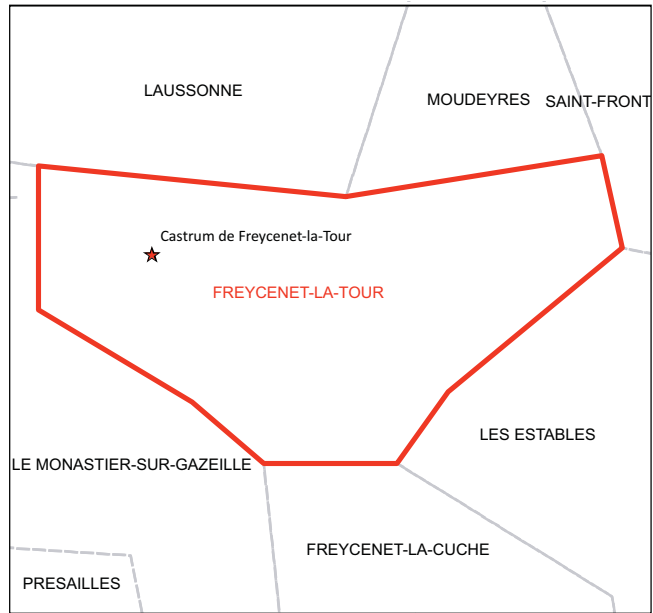 LAUSSONNE
MOUDEYRES
SAINT-FRONT
Castrum de Freycenet-la-Tour
FREYCENET-LA-TOUR
LES ESTABLES
LE MONASTIER-SUR-GAZEILLE
FREYCENET-LA-CUCHE
PRESAILLES